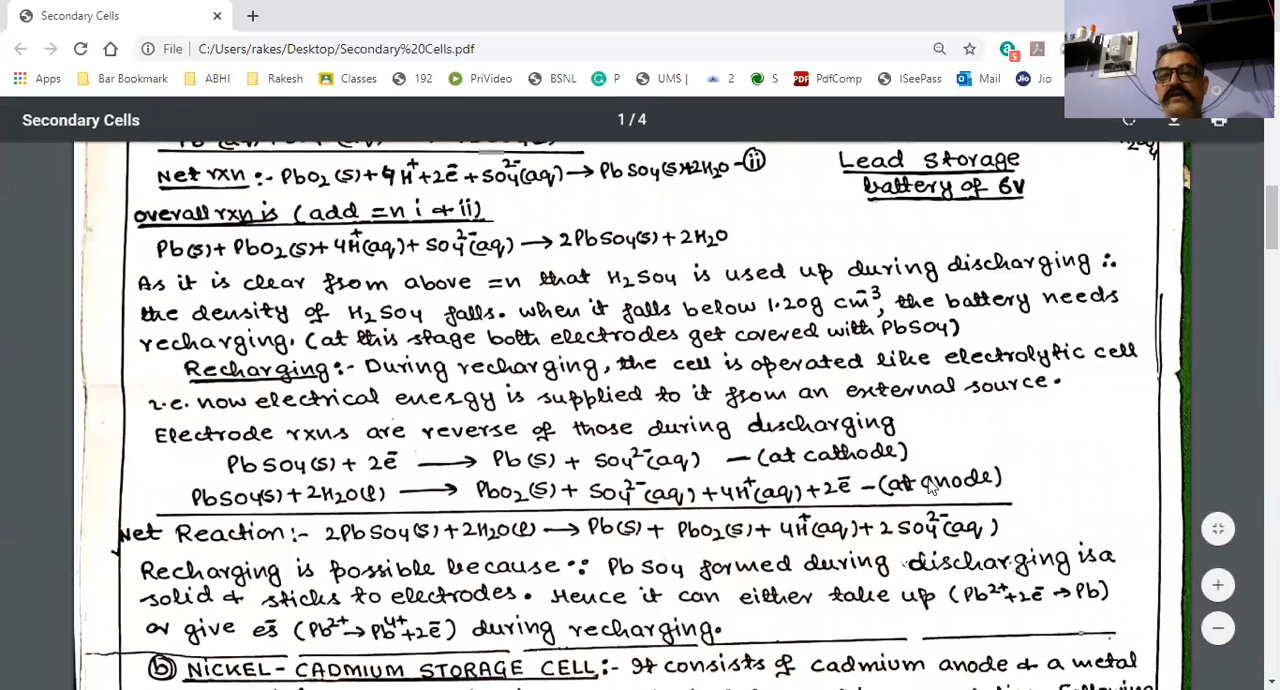 Secondary Cells
File C:/Users/rakes/Desktop/Secondary%20Cells.pdf
5
Apps Bar Bookmark ABHI Rakesh Classes 192 PriVideo BSNL P UMS | 2 S PdfComp ISeePass Mail Jio
Secondary Cells 1 / 4
Net rxn :- PbO2(s)+4H+ +2ē +SO4 2-(aq) → PbSO4(s)+2H2O -(ii)
Lead storage
battery of 6V
overall rxn is (add =n i + ii)
Pb(s)+ PbO2(s)+4H+(aq)+ SO4 2-(aq) → 2PbSO4(s)+2H2O
As it is clear from above =n that H2SO4 is used up during discharging ∴
the density of H2SO4 falls. when it falls below 1.20g cm-3, the battery needs
recharging. (at this stage both electrodes get covered with PbSO4)
Recharging:- During recharging, the cell is operated like electrolytic cell
i.e. now electrical energy is supplied to it from an external source.
Electrode rxns are reverse of those during discharging
PbSO4(s) + 2ē → Pb(s) + SO4 2-(aq) - (at cathode)
PbSO4(s)+2H2O(l) → PbO2(s)+ SO4 2-(aq)+4H+(aq)+2ē -(at anode)
Net Reaction:- 2PbSO4(s)+2H2O(l) → Pb(s)+ PbO2(s)+ 4H+(aq)+2SO4 2-(aq)
Recharging is possible because ∵ PbSO4 formed during discharging is a
solid & sticks to electrodes. Hence it can either take up (Pb2++2ē → Pb)
or give es̄ (Pb2+ → Pb4++2ē) during recharging.
(b) NICKEL-CADMIUM STORAGE CELL:- It consists of cadmium anode & a metal